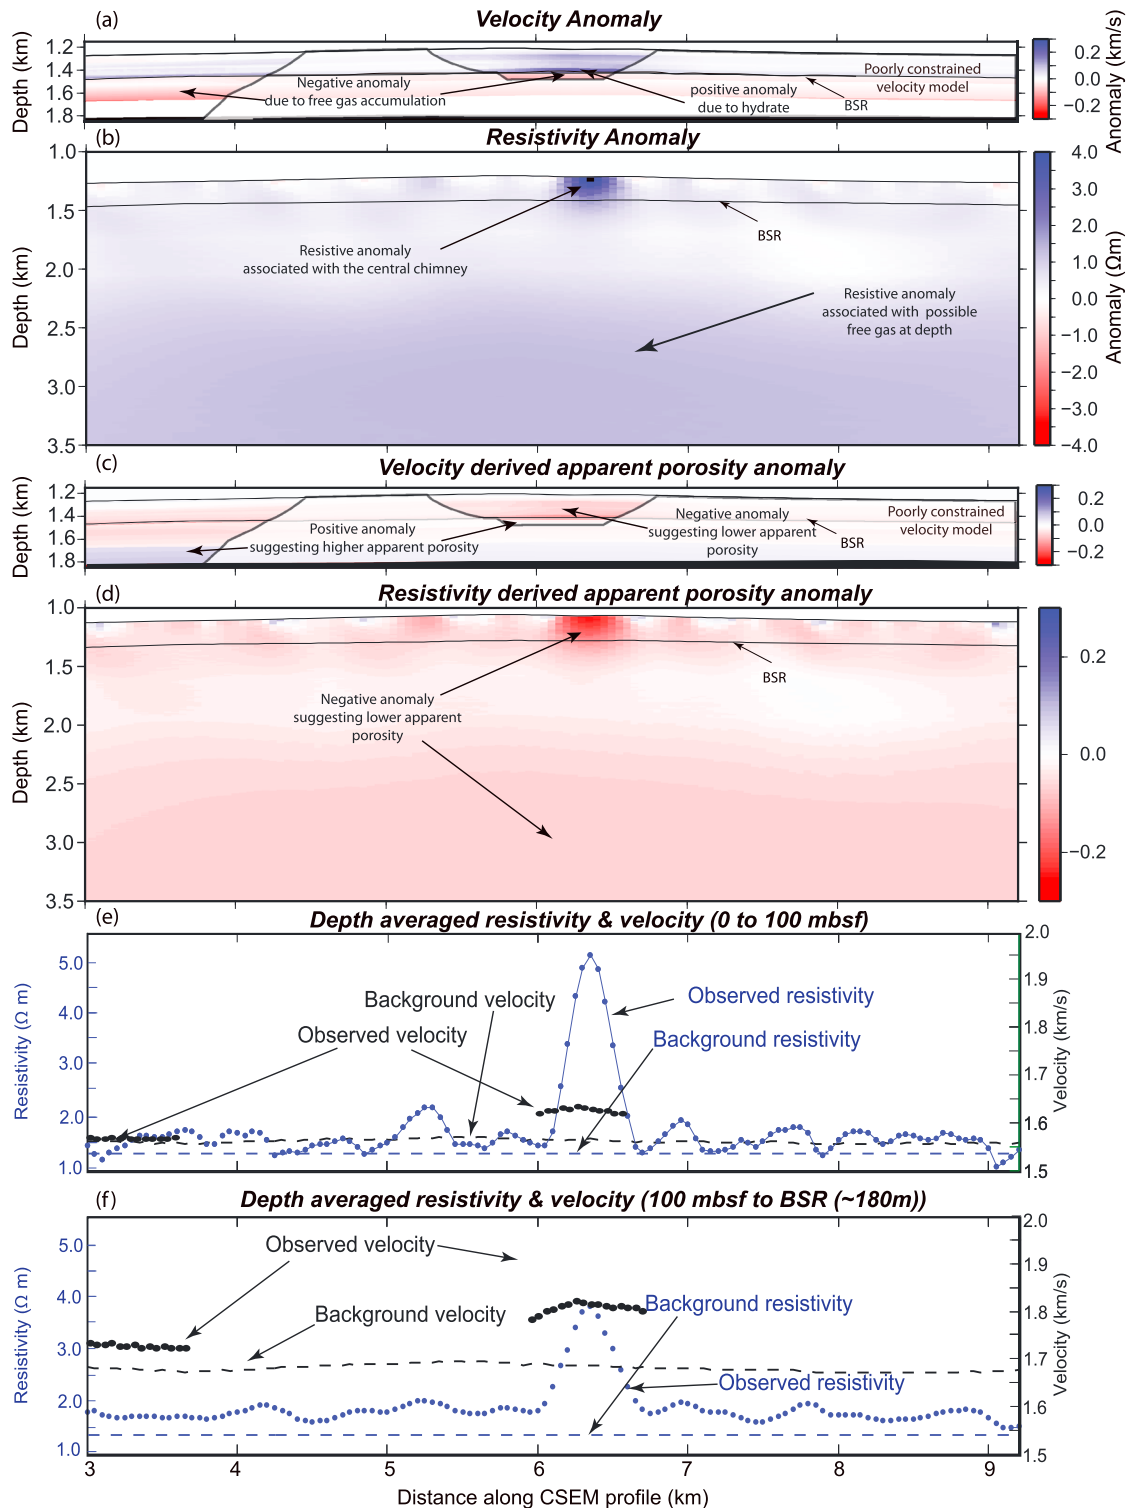 (a)
Velocity Anomaly
Depth (km)
1.2
1.4
1.6
1.8
Negative anomaly
due to free gas accumulation
positive anomaly
due to hydrate
BSR
Poorly constrained
velocity model
0.2
0.0
−0.2
Anomaly (km/s)
(b)
Resistivity Anomaly
Depth (km)
1.0
1.5
2.0
3.0
3.5
Resistive anomaly
associated with the central chimney
BSR
Resistive anomaly
associated with possible
free gas at depth
4.0
3.0
2.0
1.0
0.0
−1.0
−2.0
−3.0
−4.0
Anomaly (Ωm)
(c)
Velocity derived apparent porosity anomaly
Depth (km)
1.2
1.4
1.6
1.8
Positive anomaly
suggesting higher apparent porosity
Negative anomaly
suggesting lower apparent
porosity
BSR
Poorly constrained
velocity model
0.2
0.0
−0.2
(d)
Resistivity derived apparent porosity anomaly
Depth (km)
1.0
1.5
2.0
2.5
3.0
3.5
Negative anomaly
suggesting lower apparent
porosity
BSR
0.2
0.0
−0.2
(e)
Depth averaged resistivity & velocity (0 to 100 mbsf)
Resistivity (Ω m)
5.0
4.0
3.0
2.0
1.0
Background velocity
Observed velocity
Observed resistivity
Background resistivity
2.0
1.9
1.8
1.7
1.6
1.5
Velocity (km/s)
(f)
Depth averaged resistivity & velocity (100 mbsf to BSR (~180m))
Resistivity (Ω m)
5.0
4.0
3.0
2.0
1.0
Observed velocity
Background velocity
Background resistivity
Observed resistivity
2.0
1.9
1.8
1.7
1.6
1.5
Velocity (km/s)
3
4
5
6
7
8
9
Distance along CSEM profile (km)